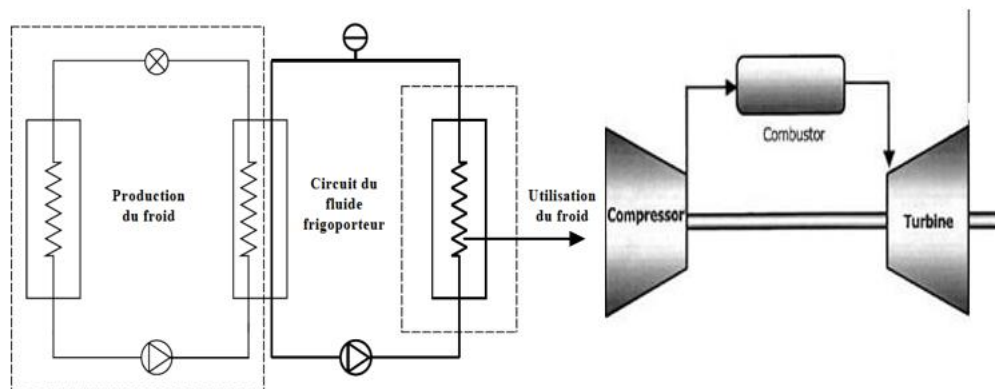 Production
du froid
Circuit du
fluide
frigoporteur
Utilisation
du froid
Combustor
Compressor
Turbine